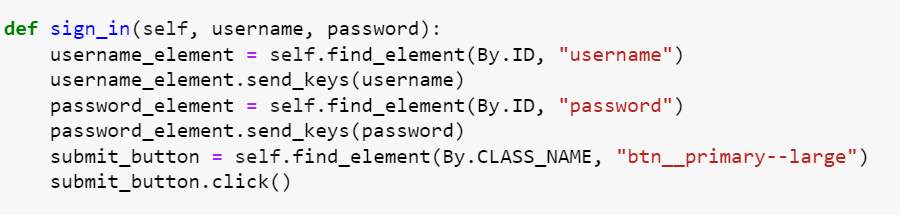 def sign_in(self, username, password):
    username_element = self.find_element(By.ID, "username")
    username_element.send_keys(username)
    password_element = self.find_element(By.ID, "password")
    password_element.send_keys(password)
    submit_button = self.find_element(By.CLASS_NAME, "btn__primary--large")
    submit_button.click()